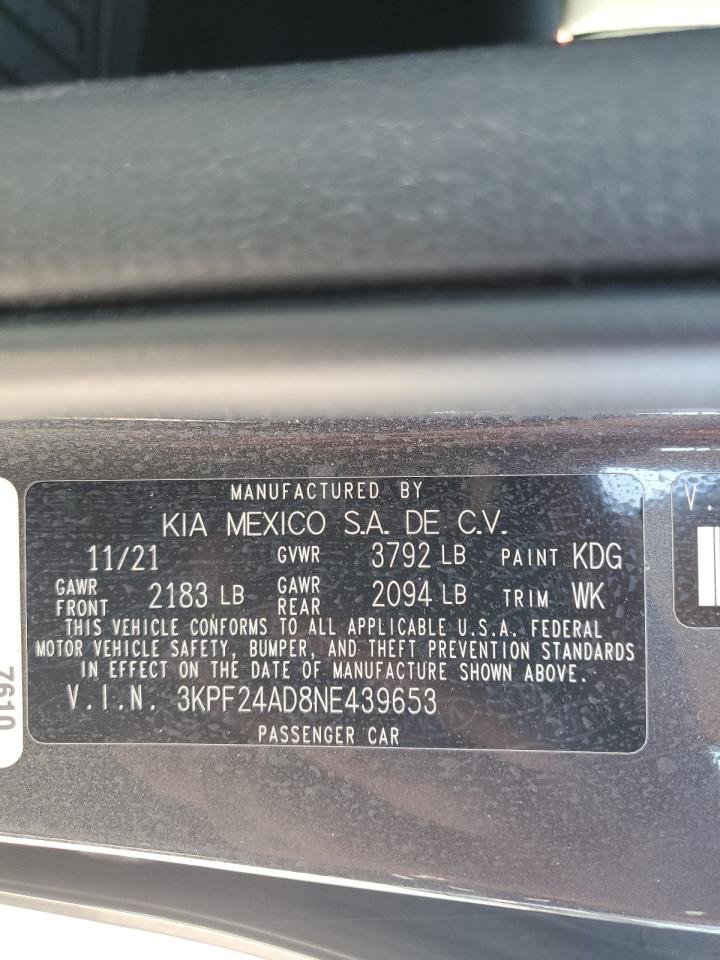 MANUFACTURED BY
KIA MEXICO S.A. DE C.V.
11/21 GVWR 3792 LB PAINT KDG
GAWR FRONT 2183 LB GAWR REAR 2094 LB TRIM WK
THIS VEHICLE CONFORMS TO ALL APPLICABLE U.S.A. FEDERAL
MOTOR VEHICLE SAFETY, BUMPER, AND THEFT PREVENTION STANDARDS
IN EFFECT ON THE DATE OF MANUFACTURE SHOWN ABOVE.
V.I.N. 3KPF24AD8NE439653
PASSENGER CAR
V.
7610